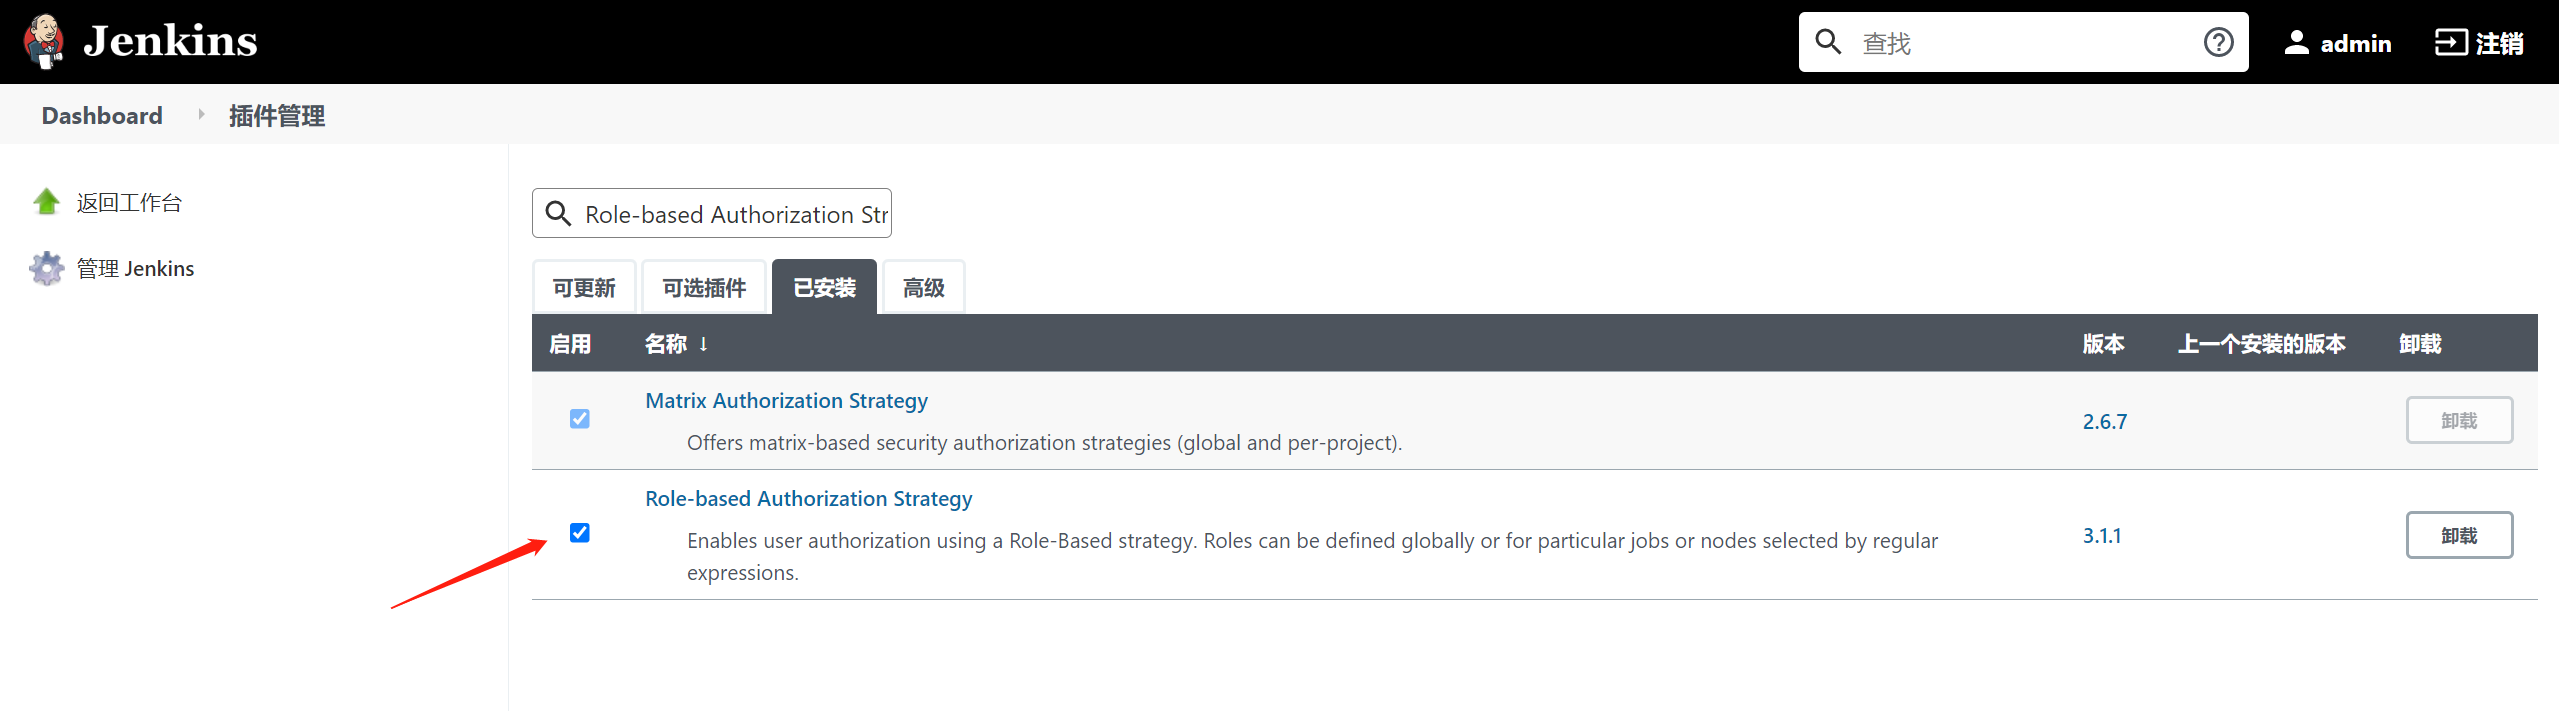 Jenkins
查找
admin
注销
Dashboard
插件管理
返回工作台
管理 Jenkins
Role-based Authorization Str
可更新
可选插件
已安装
高级
启用
名称 ↓
版本
上一个安装的版本
卸载
Matrix Authorization Strategy
Offers matrix-based security authorization strategies (global and per-project).
2.6.7
卸载
Role-based Authorization Strategy
Enables user authorization using a Role-Based strategy. Roles can be defined globally or for particular jobs or nodes selected by regular
expressions.
3.1.1
卸载